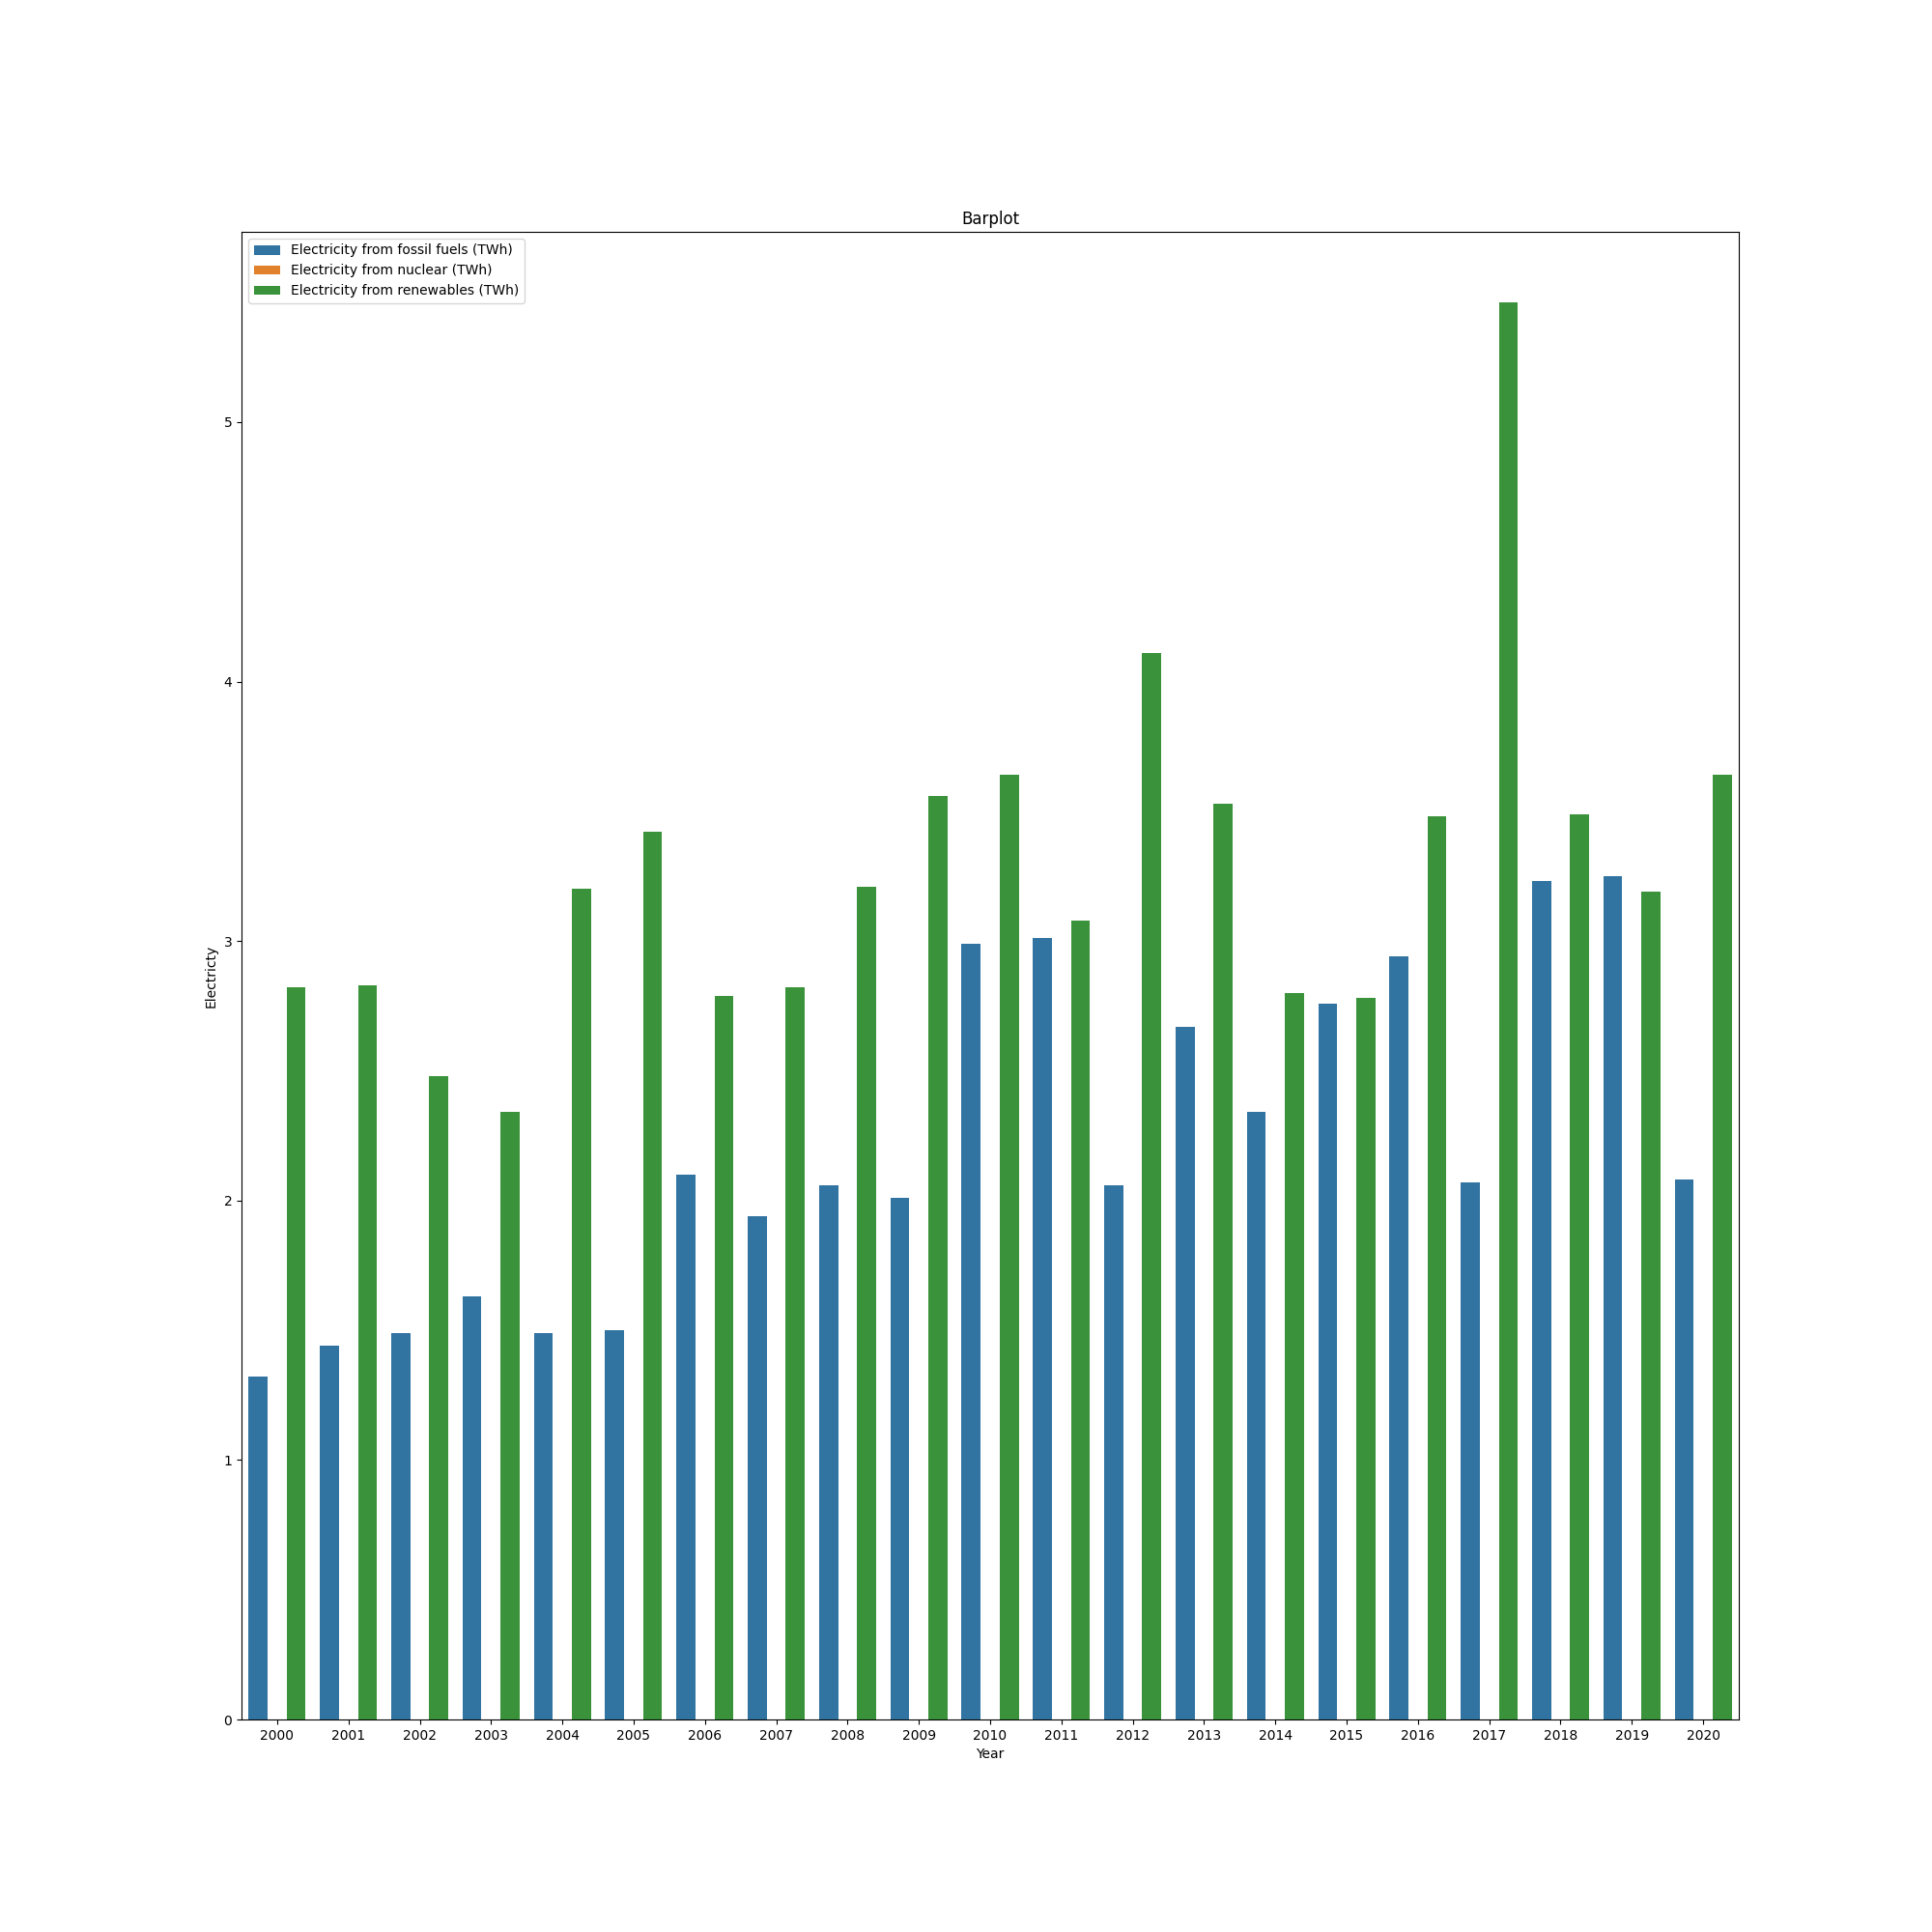 Barplot
Electricity from fossil fuels (TWh)
Electricity from nuclear (TWh)
Electricity from renewables (TWh)
5
4
3
2
1
0
Electricty
2000 2001 2002 2003 2004 2005 2006 2007 2008 2009 2010 2011 2012 2013 2014 2015 2016 2017 2018 2019 2020
Year